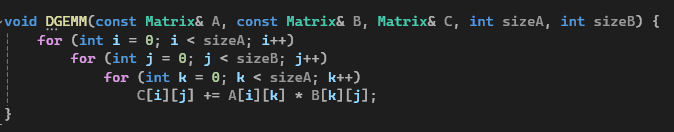 void DGEMM(const Matrix& A, const Matrix& B, Matrix& C, int sizeA, int sizeB) {
    for (int i = 0; i < sizeA; i++)
        for (int j = 0; j < sizeB; j++)
            for (int k = 0; k < sizeA; k++)
                C[i][j] += A[i][k] * B[k][j];
}